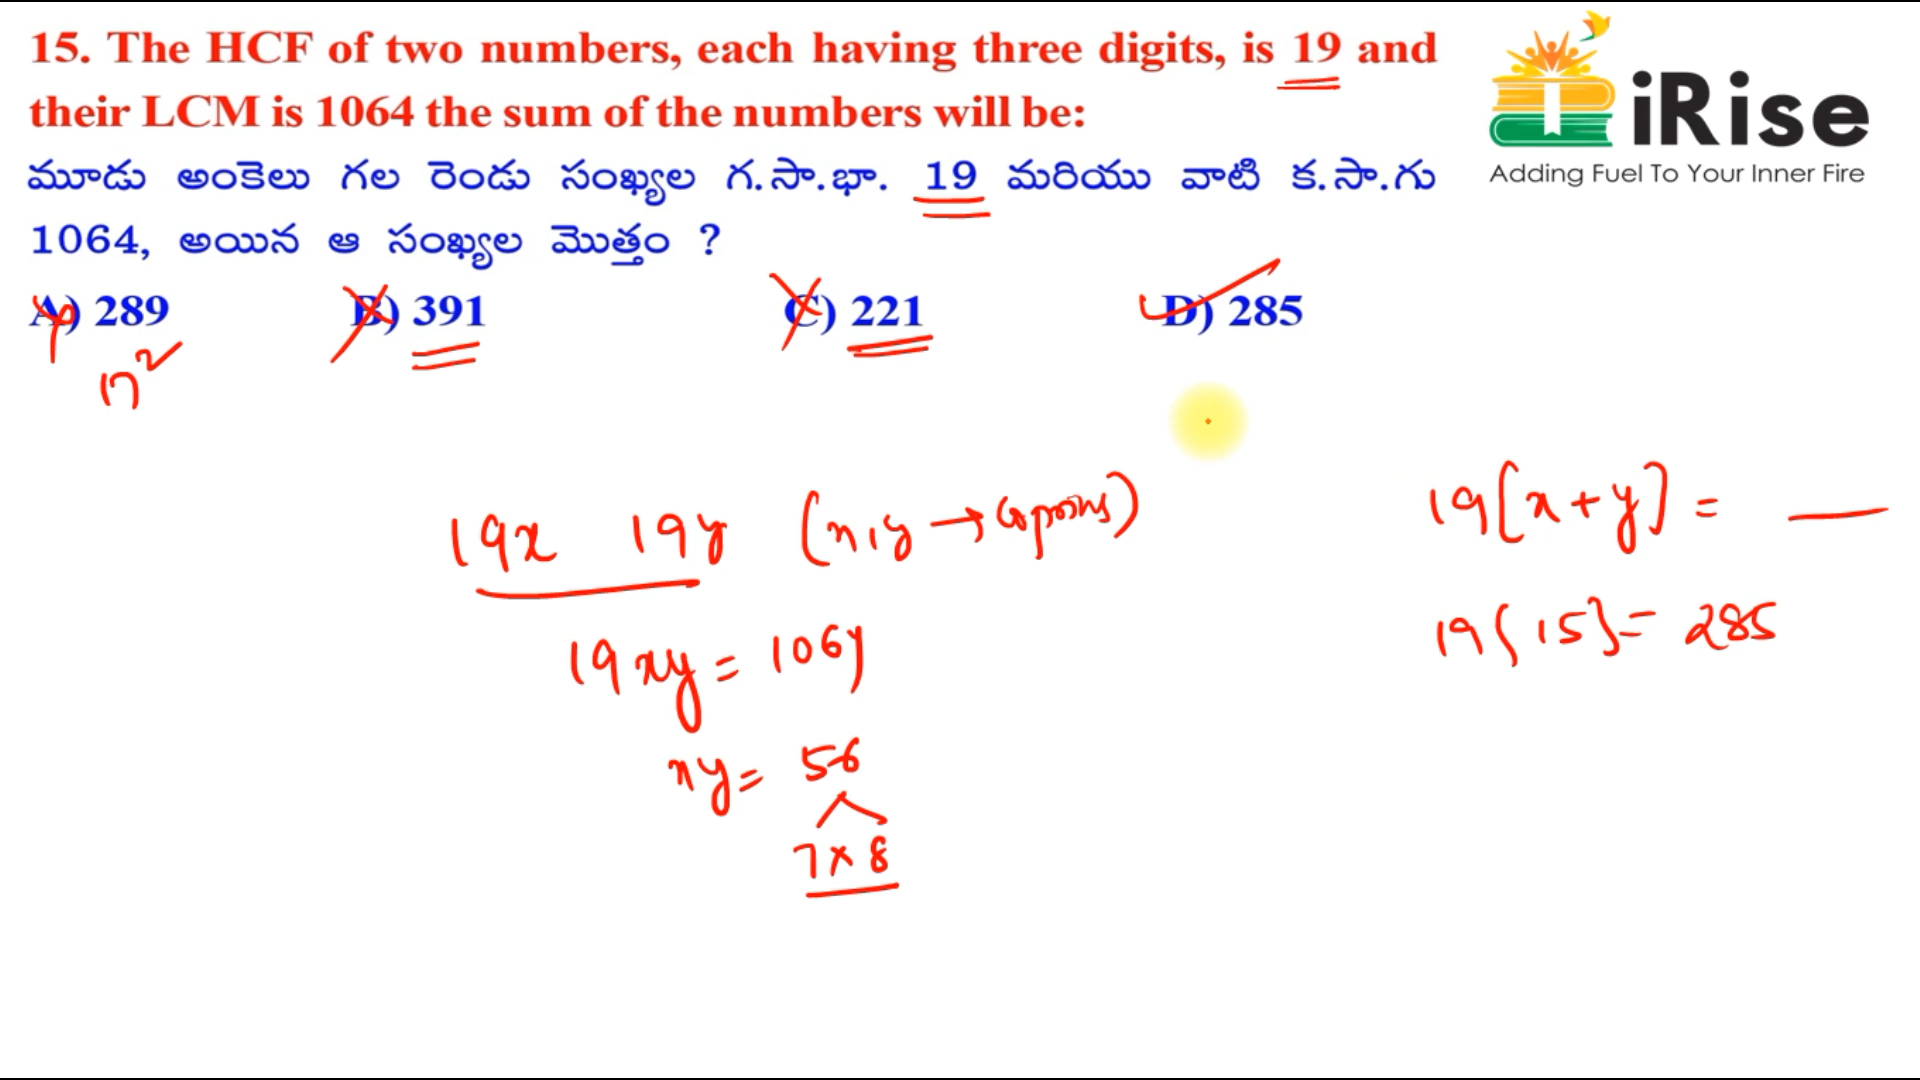 15. The HCF of two numbers, each having three digits, is 19 and
their LCM is 1064 the sum of the numbers will be:
మూడు అంకెలు గల రెండు సంఖ్యల గ.సా.భా. 19 మరియు వాటి క.సా.గు
1064, అయిన ఆ సంఖ్యల మొత్తం ?
A) 289 B) 391 C) 221 D) 285
17²
iRise
Adding Fuel To Your Inner Fire
19x 19y (x,y → coprimes)
19xy = 1064
xy = 56
7 x 8
19[x+y] = —
19{15} = 285